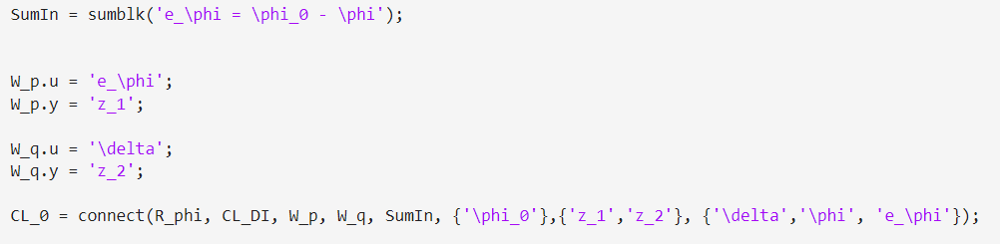 SumIn = sumblk('e_\phi = \phi_0 - \phi');
W_p.u = 'e_\phi';
W_p.y = 'z_1';
W_q.u = '\delta';
W_q.y = 'z_2';
CL_0 = connect(R_phi, CL_DI, W_p, W_q, SumIn, {'\phi_0'},{'z_1','z_2'}, {'\delta','\phi', 'e_\phi'});